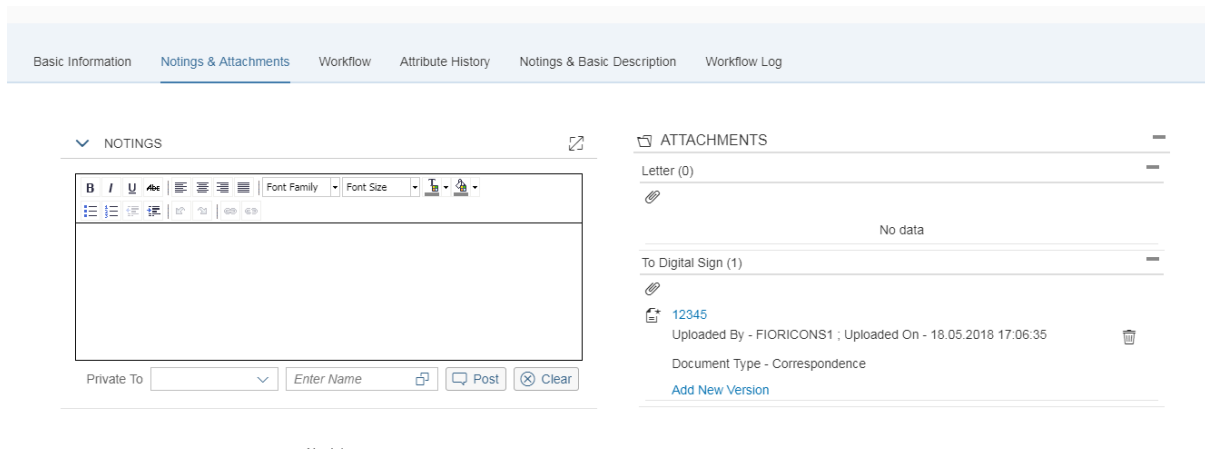 Basic Information Notings & Attachments Workflow Attribute History Notings & Basic Description Workflow Log
NOTINGS
B I U Abc Font Family Font Size T
Private To Enter Name Post Clear
ATTACHMENTS
Letter (0)
No data
To Digital Sign (1)
12345
Uploaded By - FIORICONS1 ; Uploaded On - 18.05.2018 17:06:35
Document Type - Correspondence
Add New Version